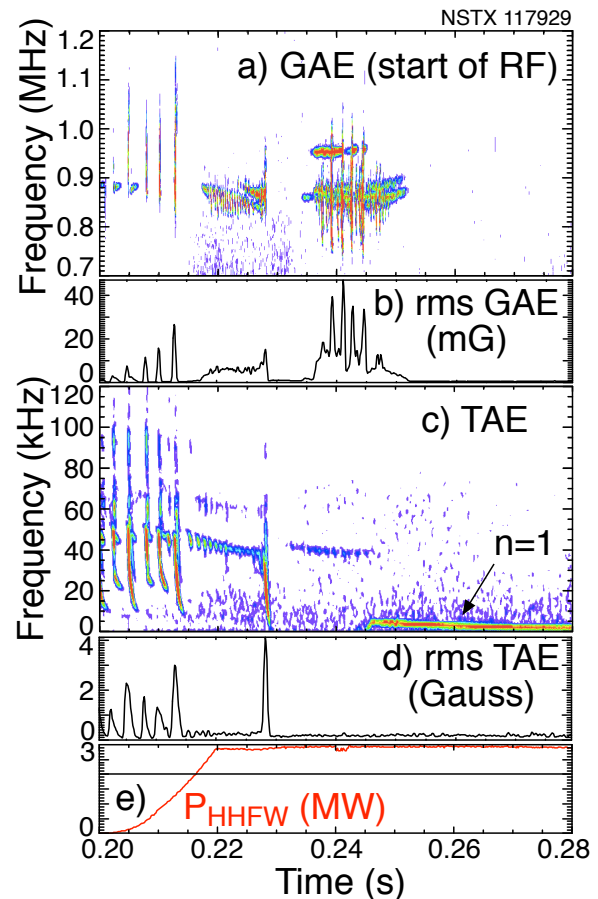 NSTX 117929
a) GAE (start of RF)
Frequency (MHz)
1.2
1.1
1.0
0.9
0.8
0.7
b) rms GAE
(mG)
40
20
0
c) TAE
Frequency (kHz)
120
100
80
60
40
20
0
n=1
d) rms TAE
(Gauss)
4
2
0
e)
P_HHFW (MW)
3
0
0.20
0.22
0.24
0.26
0.28
Time (s)